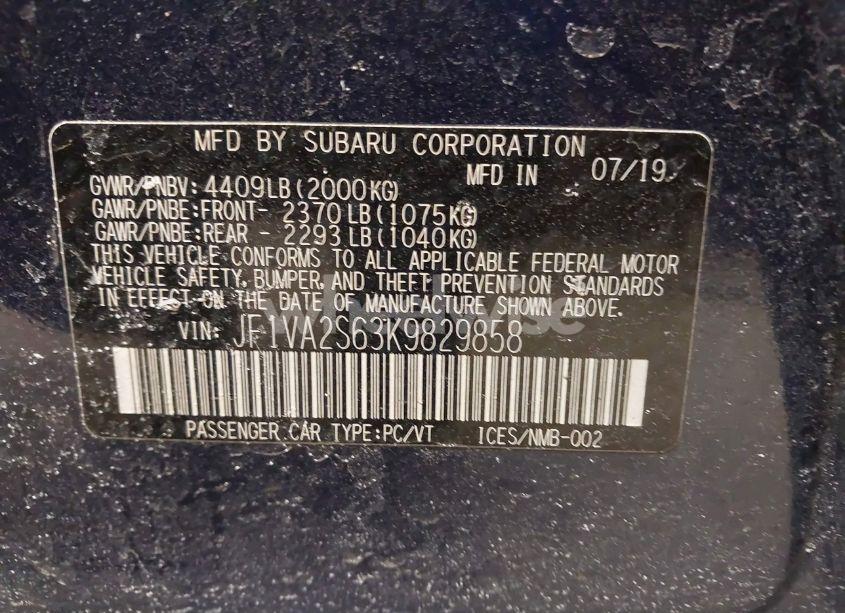 MFD BY SUBARU CORPORATION
MFD IN 07/19
GVWR/PNBV: 4409LB(2000KG)
GAWR/PNBE:FRONT- 2370LB(1075KG)
GAWR/PNBE:REAR - 2293LB(1040KG)
THIS VEHICLE CONFORMS TO ALL APPLICABLE FEDERAL MOTOR
VEHICLE SAFETY, BUMPER, AND THEFT PREVENTION STANDARDS
IN EFFECT ON THE DATE OF MANUFACTURE SHOWN ABOVE.
VIN: JF1VA2S63K9829858
PASSENGER CAR TYPE:PC/VT ICES/NMB-002